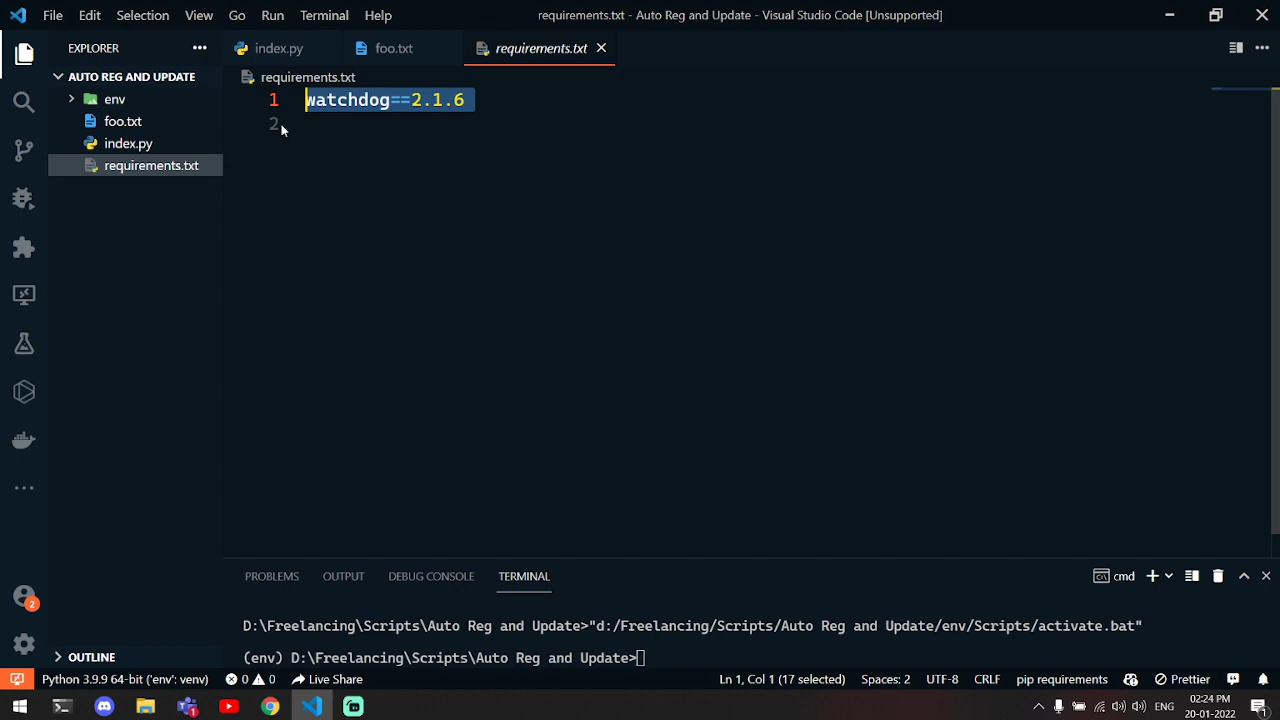 File Edit Selection View Go Run Terminal Help requirements.txt - Auto Reg and Update - Visual Studio Code [Unsupported]
EXPLORER
index.py foo.txt requirements.txt
AUTO REG AND UPDATE
requirements.txt
env
foo.txt
index.py
requirements.txt
1 watchdog==2.1.6
2
PROBLEMS OUTPUT DEBUG CONSOLE TERMINAL cmd
D:\Freelancing\Scripts\Auto Reg and Update>"d:/Freelancing/Scripts/Auto Reg and Update/env/Scripts/activate.bat"
(env) D:\Freelancing\Scripts\Auto Reg and Update>
2
OUTLINE
Python 3.9.9 64-bit ('env': venv) 0 0 Live Share Ln 1, Col 1 (17 selected) Spaces: 2 UTF-8 CRLF pip requirements Prettier
1 ENG 02:24 PM
20-01-2022 1